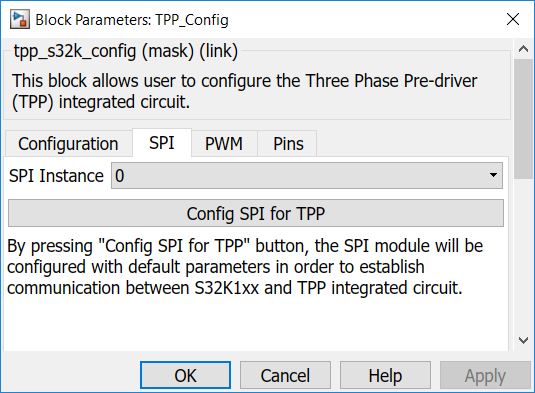 Block Parameters: TPP_Config
tpp_s32k_config (mask) (link)
This block allows user to configure the Three Phase Pre-driver
(TPP) integrated circuit.
Configuration SPI PWM Pins
SPI Instance 0
Config SPI for TPP
By pressing "Config SPI for TPP" button, the SPI module will be
configured with default parameters in order to establish
communication between S32K1xx and TPP integrated circuit.
OK Cancel Help Apply